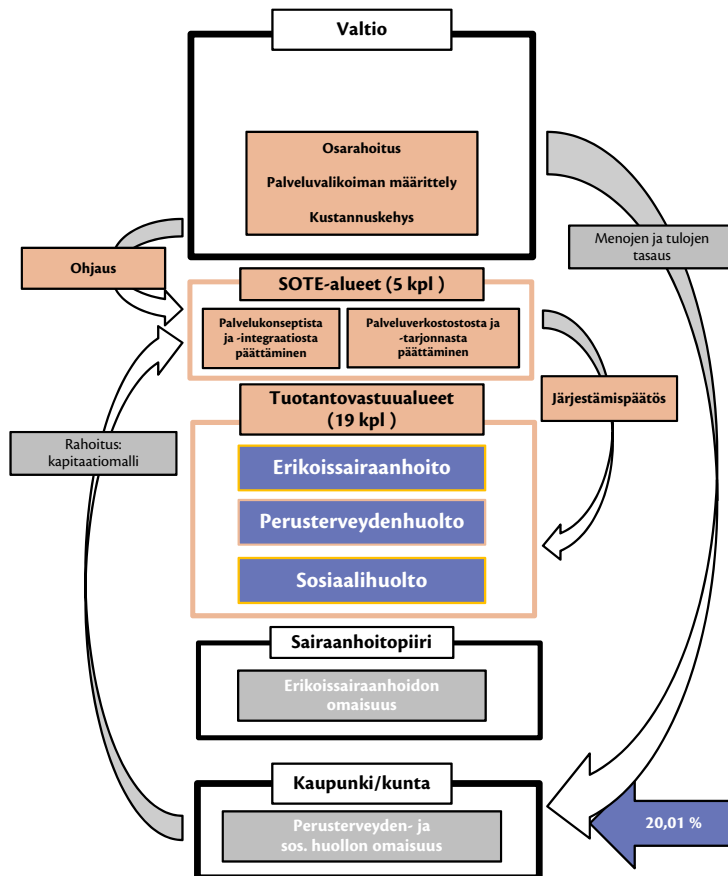 Valtio
Osarahoitus
Palveluvalikoiman määrittely
Kustannuskehys
Menojen ja tulojen
tasaus
Ohjaus
SOTE-alueet (5 kpl )
Palvelukonseptista
ja -integraatiosta
päättäminen
Palveluverkostostosta ja
-tarjonnasta
päättäminen
Tuotantovastuualueet
(19 kpl )
Järjestämispäätös
Rahoitus:
kapitaatiomalli
Erikoissairaanhoito
Perusterveydenhuolto
Sosiaalihuolto
Sairaanhoitopiiri
Erikoissairaanhoidon
omaisuus
Kaupunki/kunta
Perusterveyden- ja
sos. huollon omaisuus
20,01 %